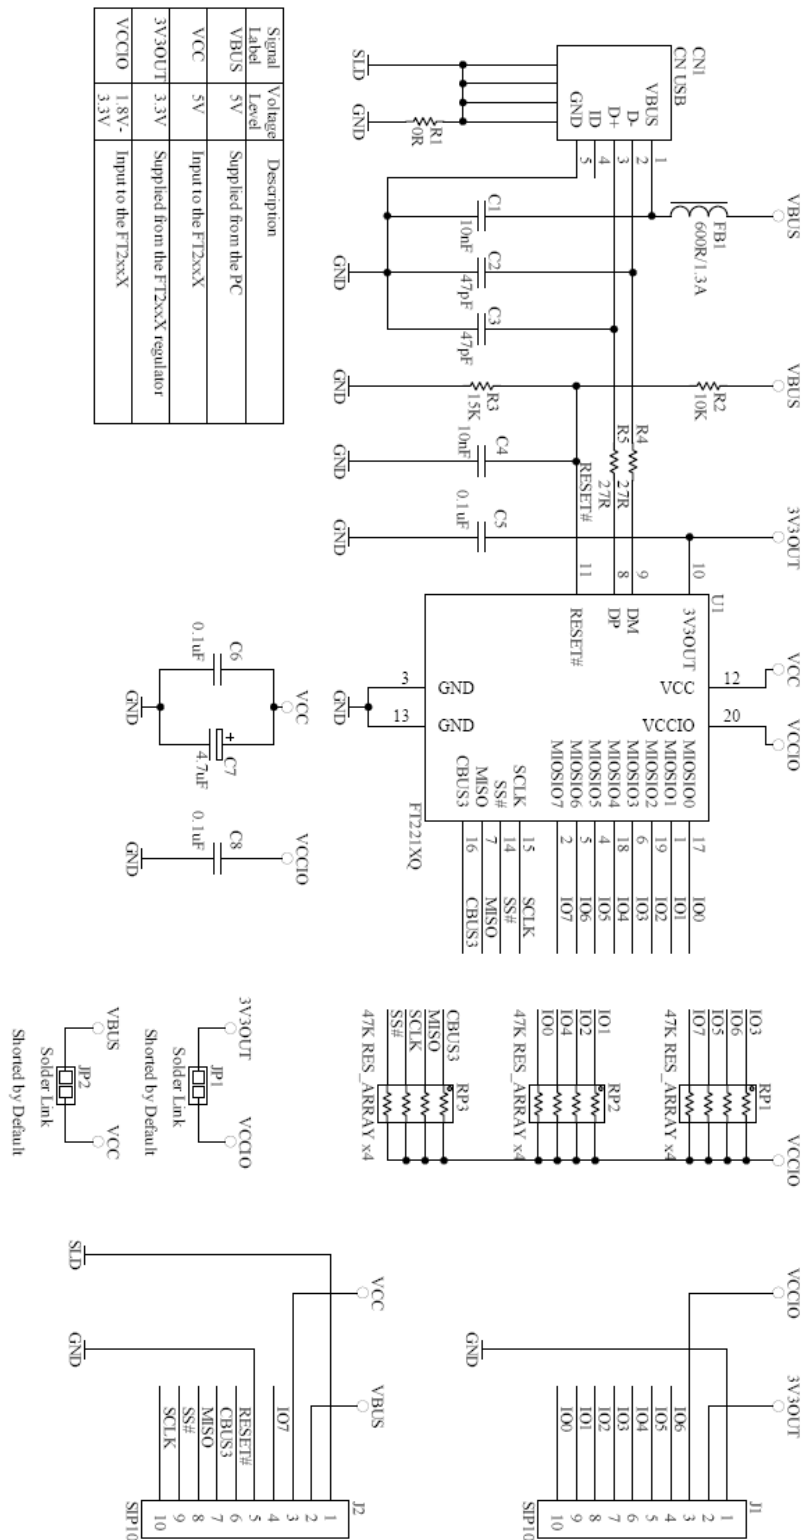 CN1
CN USB
VBUS
D-
D+
ID
GND
1
2
3
4
5
SLD
GND
R1
0R
VBUS
FB1
600R/1.3A
C1
10nF
C2
47pF
C3
47pF
GND
VBUS
R2
10K
R3
15K
GND
C4
10nF
GND
R4
27R
R5
27R
RESET#
3V3OUT
C5
0.1uF
GND
10
9
8
11
U1
3V3OUT
DM
DP
RESET#
VCC
12
VCC
VCCIO
20
VCCIO
3
GND
13
GND
GND
MIOSIO0
MIOSIO1
MIOSIO2
MIOSIO3
MIOSIO4
MIOSIO5
MIOSIO6
MIOSIO7
SCLK
SS#
MISO
CBUS3
FT221XQ
17 IO0
1 IO1
19 IO2
6 IO3
18 IO4
4 IO5
5 IO6
2 IO7
15 SCLK
14 SS#
7 MISO
16 CBUS3
Signal Label Voltage Level Description
VBUS 5V Supplied from the PC
VCC 5V Input to the FT2xxX
3V3OUT 3.3V Supplied from the FT2xxX regulator
VCCIO 1.8V-3.3V Input to the FT2xxX
VCC
C6
0.1uF
C7
+
4.7uF
GND
VCCIO
C8
0.1uF
GND
VCCIO
IO3
IO6
IO5
IO7
RP1
47K RES_ARRAY x4
IO1
IO2
IO4
IO0
RP2
47K RES_ARRAY x4
CBUS3
MISO
SCLK
SS#
RP3
47K RES_ARRAY x4
3V3OUT
VCCIO
JP1
Solder Link
Shorted by Default
VBUS
VCC
JP2
Solder Link
Shorted by Default
VCCIO
3V3OUT
GND
IO6
IO5
IO4
IO3
IO2
IO1
IO0
J1
1
2
3
4
5
6
7
8
9
10
SIP10
VCC
VBUS
SLD
GND
IO7
RESET#
CBUS3
MISO
SS#
SCLK
J2
1
2
3
4
5
6
7
8
9
10
SIP10